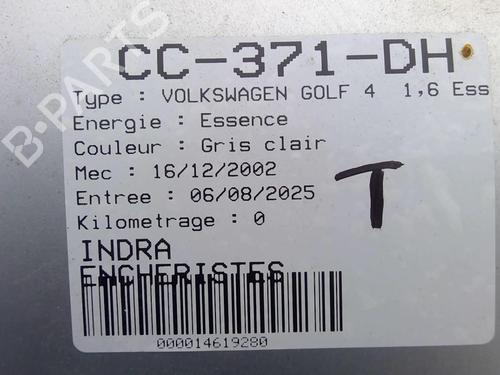 CC-371-DH
Type : VOLKSWAGEN GOLF 4 1,6 Ess
Energie : Essence
Couleur : Gris clair
Mec : 16/12/2002
Entree : 06/08/2025
Kilometrage : 0
T
INDRA
ENCHERISTES
000014619280
B-PARTS